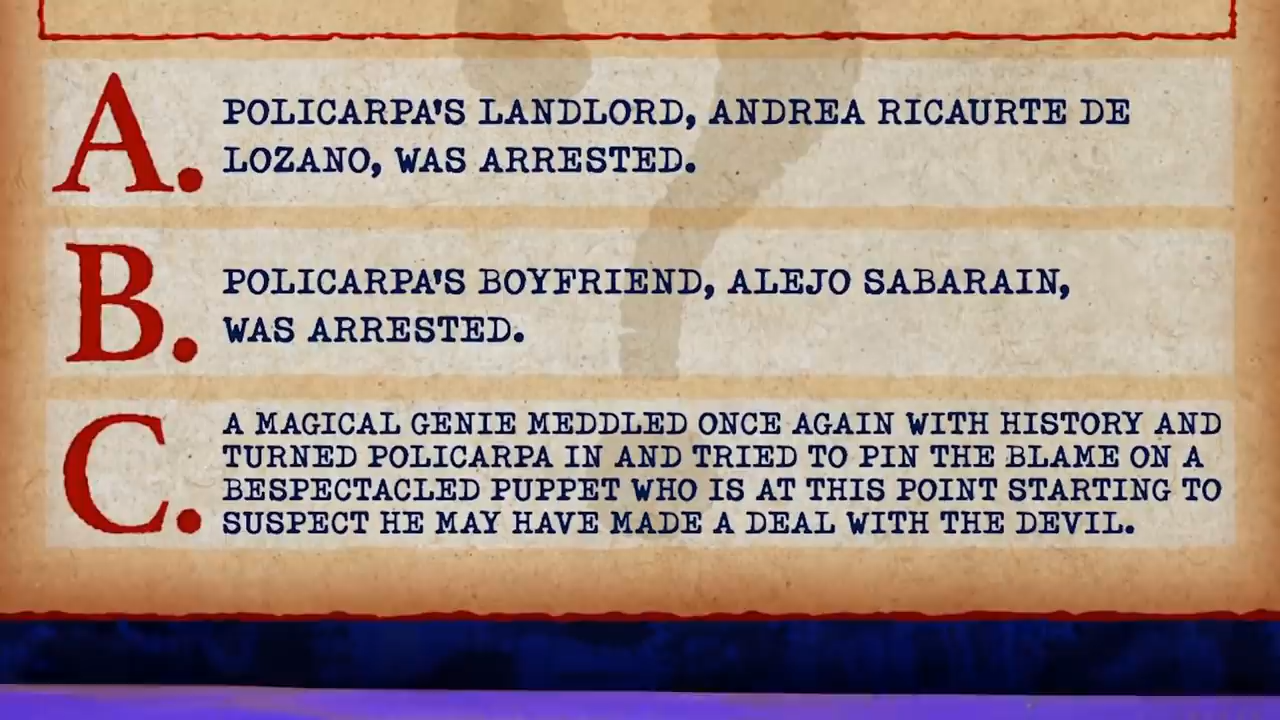 A. POLICARPA'S LANDLORD, ANDREA RICAURTE DE
LOZANO, WAS ARRESTED.
B. POLICARPA'S BOYFRIEND, ALEJO SABARAIN,
WAS ARRESTED.
C. A MAGICAL GENIE MEDDLED ONCE AGAIN WITH HISTORY AND
TURNED POLICARPA IN AND TRIED TO PIN THE BLAME ON A
BESPECTACLED PUPPET WHO IS AT THIS POINT STARTING TO
SUSPECT HE MAY HAVE MADE A DEAL WITH THE DEVIL.